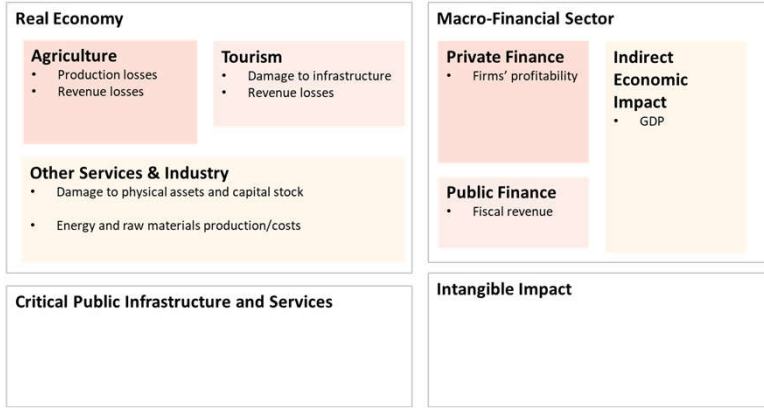 Real Economy
Agriculture
• Production losses
• Revenue losses
Tourism
• Damage to infrastructure
• Revenue losses
Other Services & Industry
• Damage to physical assets and capital stock
• Energy and raw materials production/costs
Macro-Financial Sector
Private Finance
• Firms' profitability
Public Finance
• Fiscal revenue
Indirect
Economic
Impact
• GDP
Critical Public Infrastructure and Services
Intangible Impact